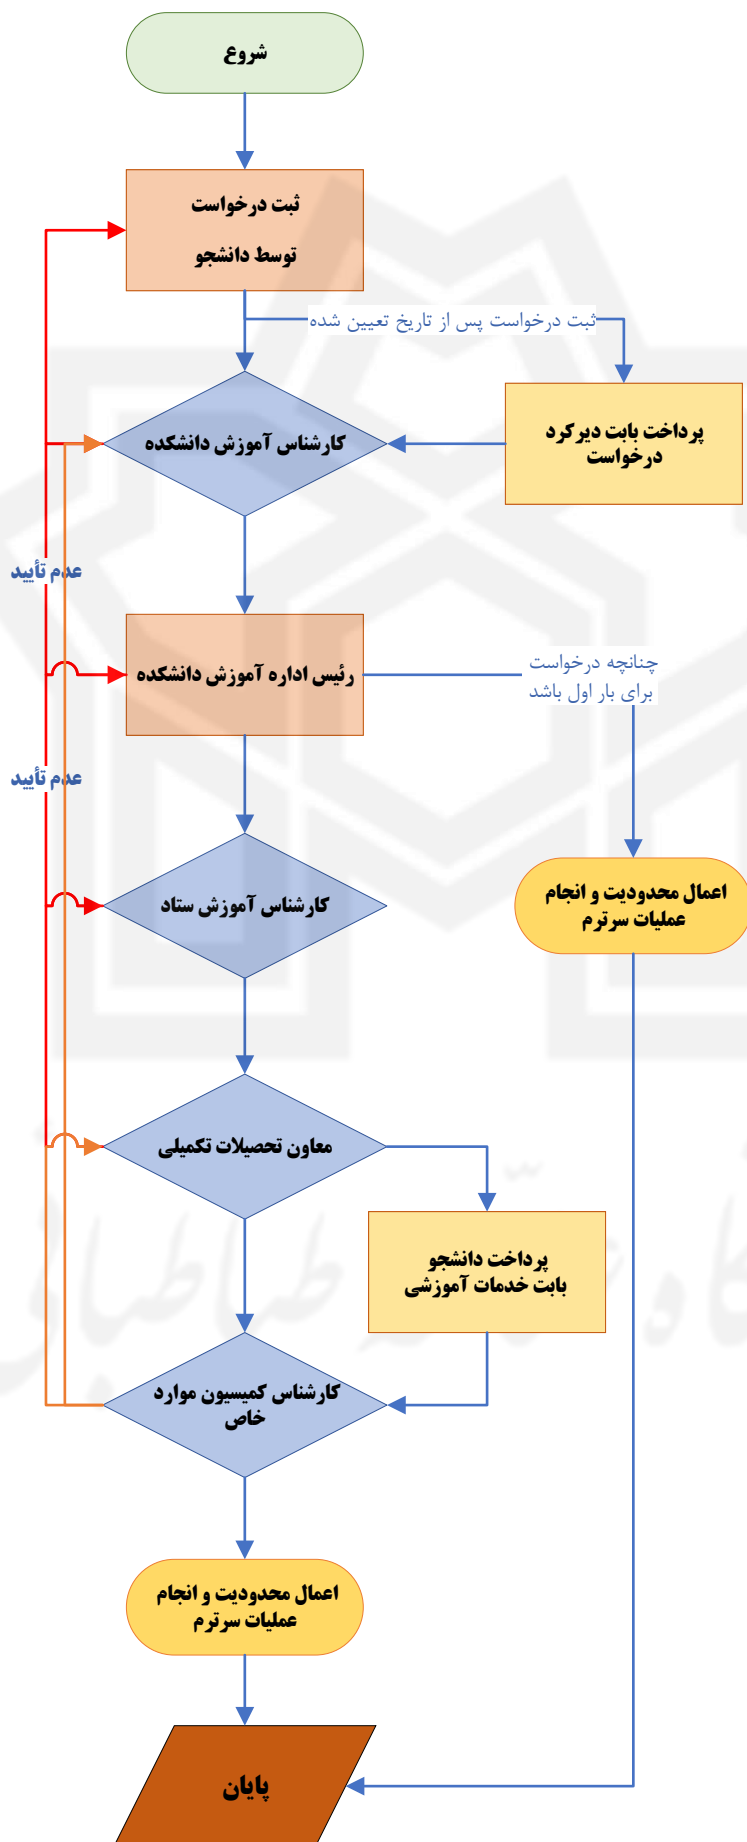 شروع
ثبت درخواست
توسط دانشجو
ثبت درخواست پس از تاریخ تعیین شده
کارشناس آموزش دانشکده
پرداخت بابت دیرکرد
درخواست
عدم تأیید
رئیس اداره آموزش دانشکده
چنانچه درخواست
برای بار اول باشد
عدم تأیید
کارشناس آموزش ستاد
اعمال محدودیت و انجام
عملیات سرترم
معاون تحصیلات تکمیلی
پرداخت دانشجو
بابت خدمات آموزشی
کارشناس کمیسیون موارد
خاص
اعمال محدودیت و انجام
عملیات سرترم
پایان